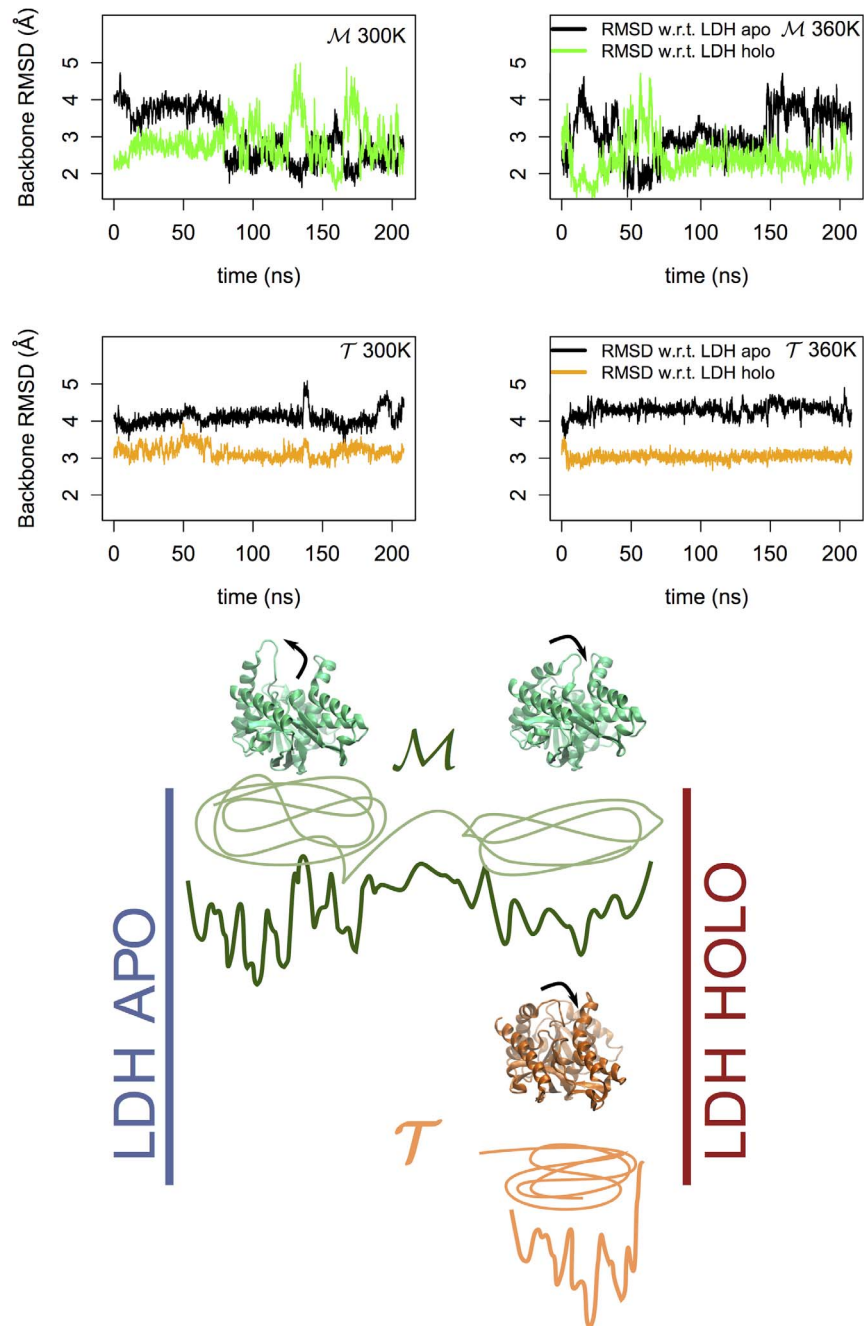 ℳ 300K
RMSD w.r.t. LDH apo ℳ 360K
RMSD w.r.t. LDH holo
Backbone RMSD (Å)
5
4
3
2
5
4
3
2
0 50 100 150 200
0 50 100 150 200
time (ns)
time (ns)
𝒯 300K
RMSD w.r.t. LDH apo 𝒯 360K
RMSD w.r.t. LDH holo
Backbone RMSD (Å)
5
4
3
2
5
4
3
2
0 50 100 150 200
0 50 100 150 200
time (ns)
time (ns)
ℳ
LDH APO
LDH HOLO
𝒯